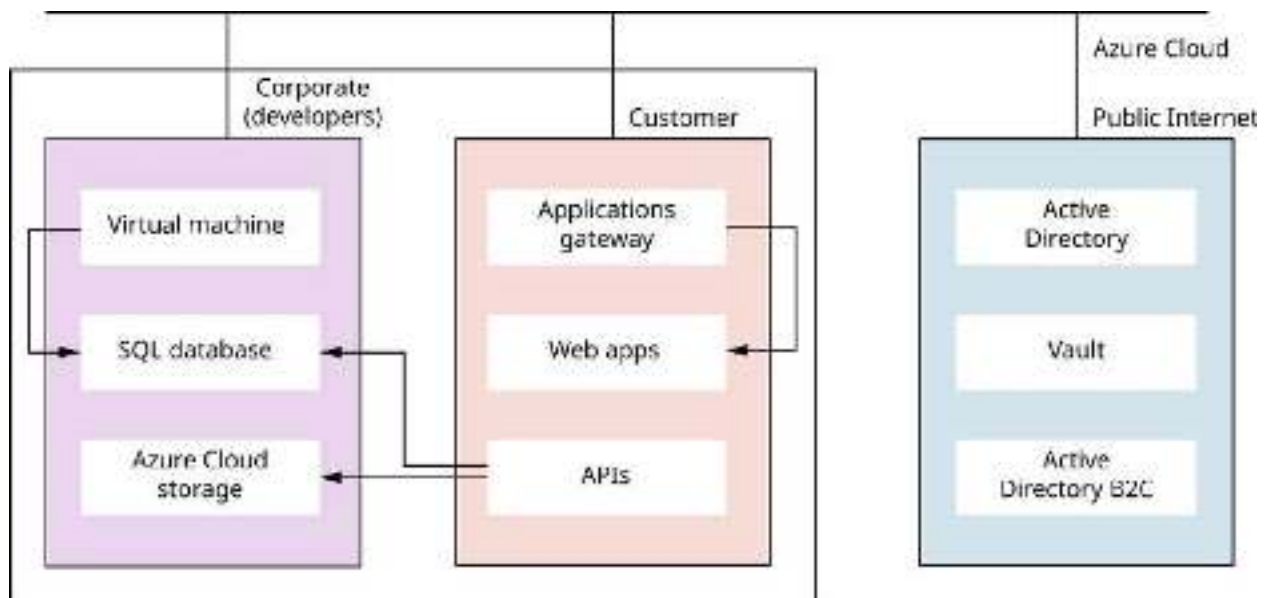 Azure Cloud
Corporate
(developers)
Customer
Public Internet
Virtual machine
SQL database
Azure Cloud
storage
Applications
gateway
Web apps
APIs
Active
Directory
Vault
Active
Directory B2C